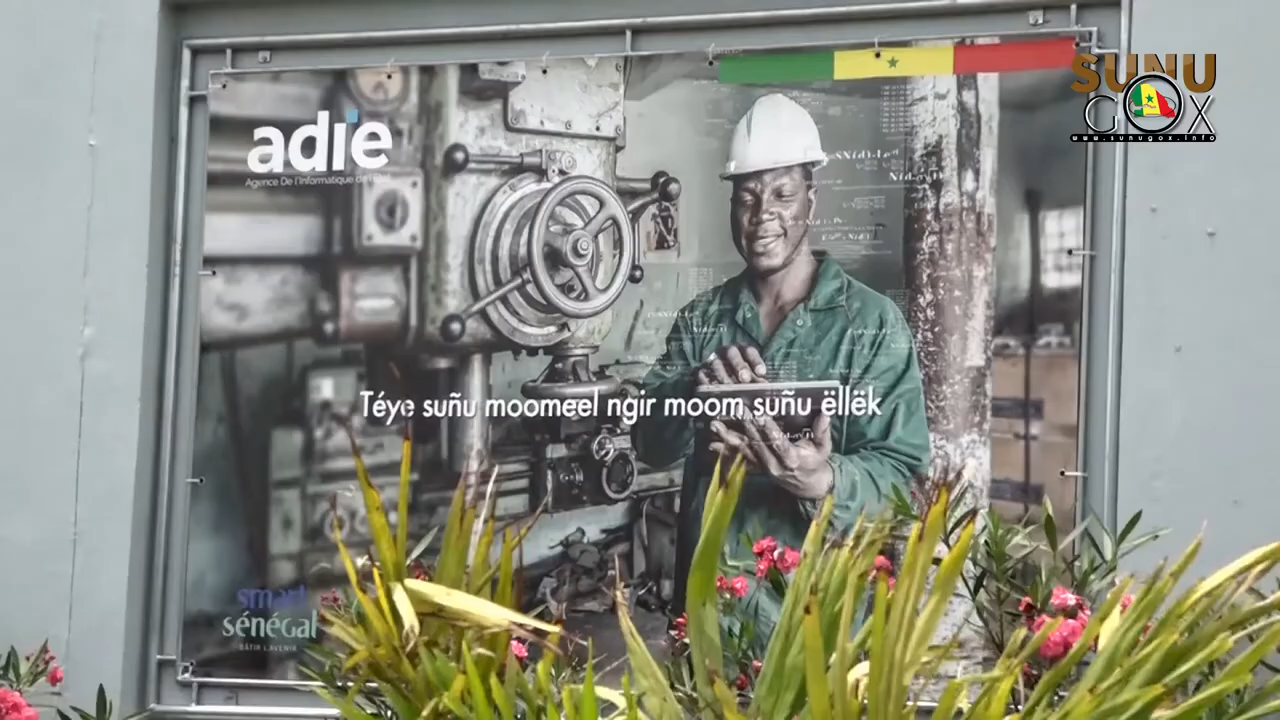 SUNU
GOX
www.sunugox.info
adie
Agence De l'Informatique de l'État
Téye suñu moomeel ngir moom suñu ëllëk
smart
sénégal
BÂTIR L'AVENIR